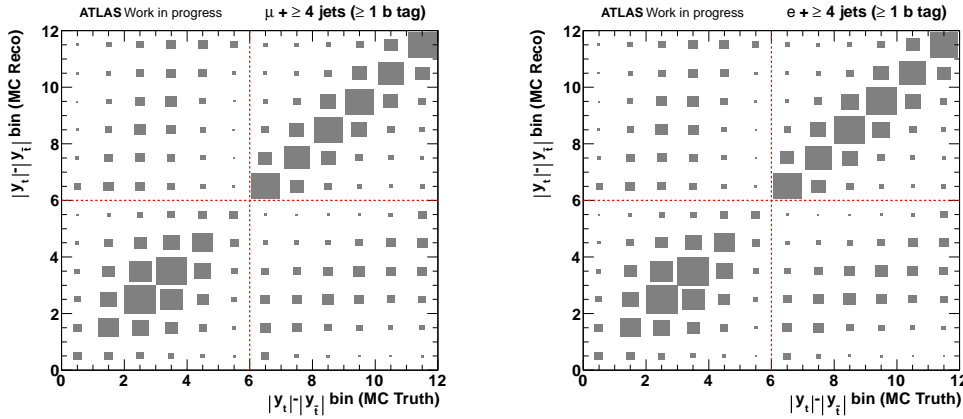 ATLAS Work in progress
μ + ≥ 4 jets (≥ 1 b tag)
|y_t|-|y_t̄| bin (MC Reco)
12
10
8
6
4
2
0
0 2 4 6 8 10 12
|y_t|-|y_t̄| bin (MC Truth)
ATLAS Work in progress
e + ≥ 4 jets (≥ 1 b tag)
|y_t|-|y_t̄| bin (MC Reco)
12
10
8
6
4
2
0
0 2 4 6 8 10 12
|y_t|-|y_t̄| bin (MC Truth)